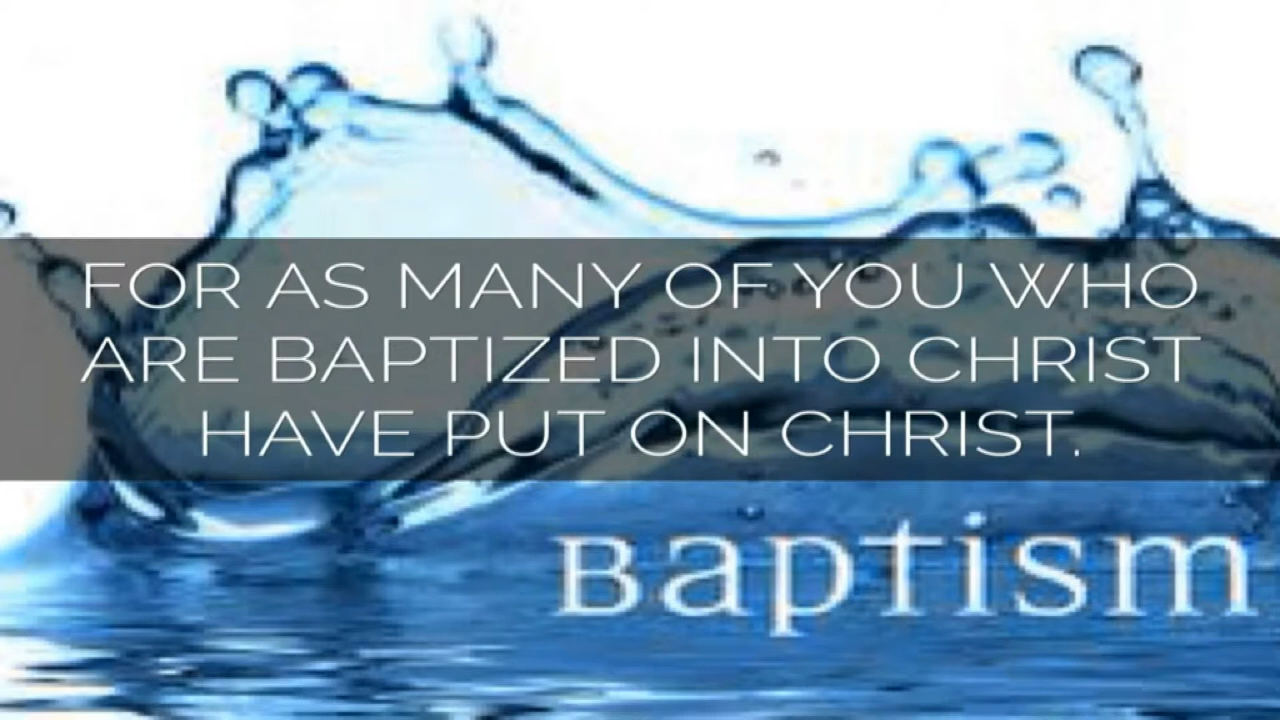 FOR AS MANY OF YOU WHO
ARE BAPTIZED INTO CHRIST
HAVE PUT ON CHRIST.
Baptism